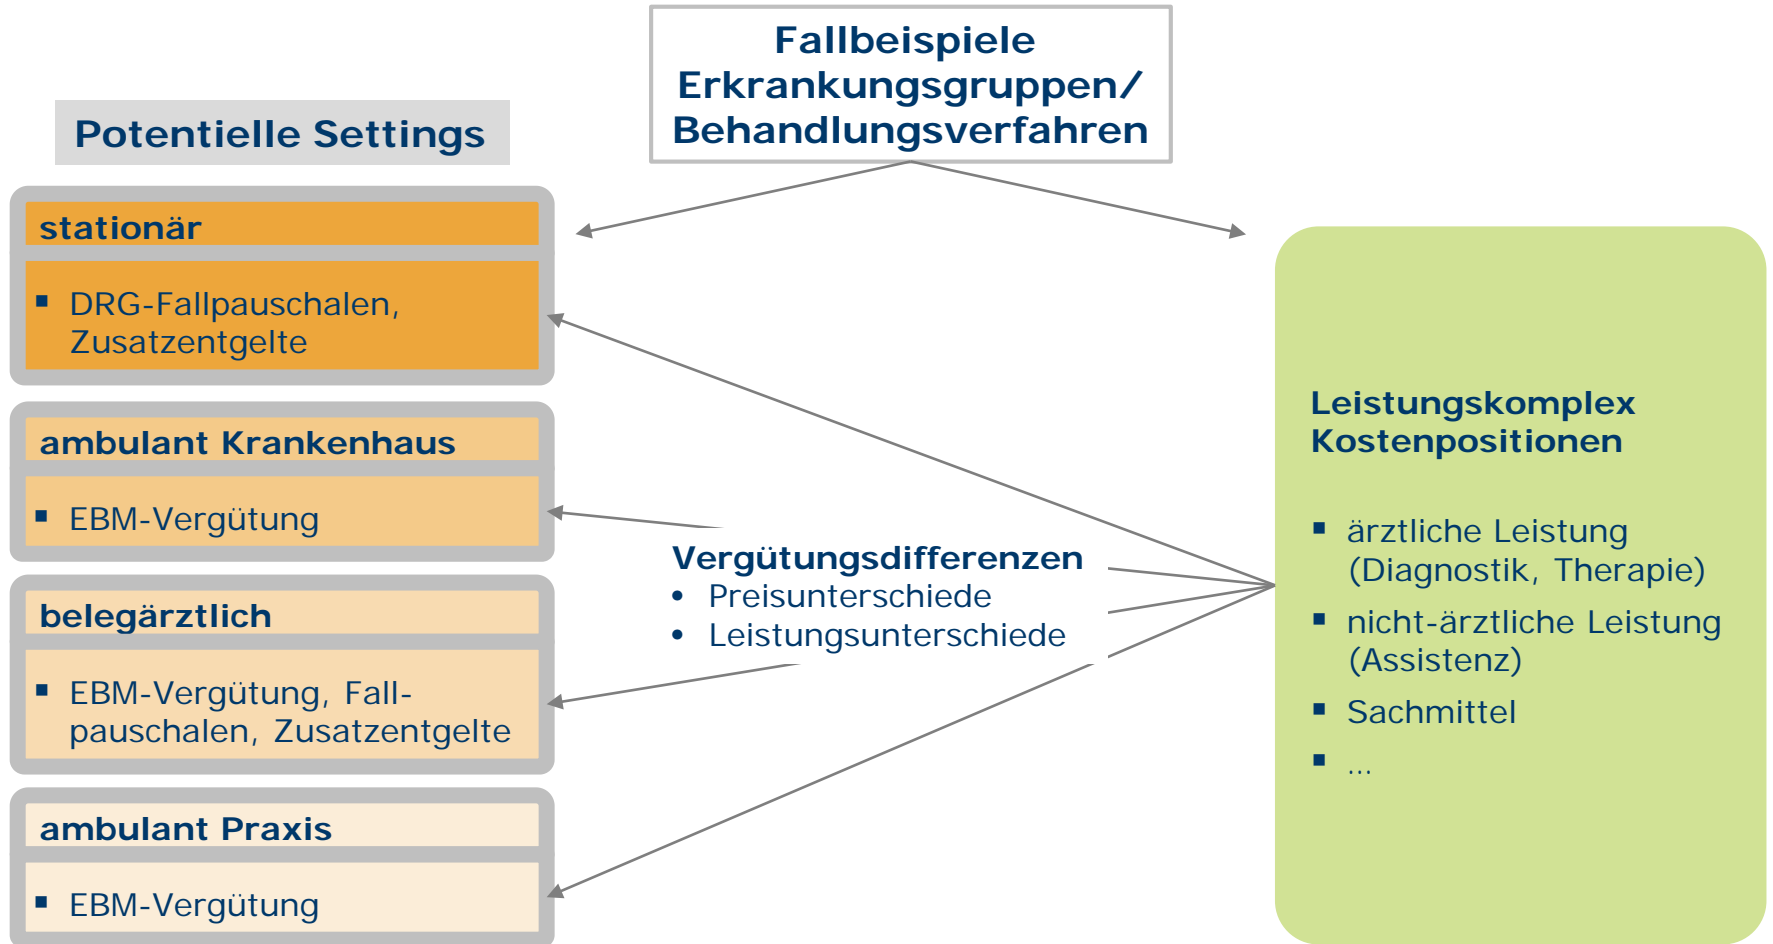 Fallbeispiele
Erkrankungsgruppen/
Behandlungsverfahren
Potentielle Settings
stationär
▪ DRG-Fallpauschalen,
Zusatzentgelte
ambulant Krankenhaus
▪ EBM-Vergütung
belegärztlich
▪ EBM-Vergütung, Fall-
pauschalen, Zusatzentgelte
ambulant Praxis
▪ EBM-Vergütung
Vergütungsdifferenzen
• Preisunterschiede
• Leistungsunterschiede
Leistungskomplex
Kostenpositionen
▪ ärztliche Leistung
(Diagnostik, Therapie)
▪ nicht-ärztliche Leistung
(Assistenz)
▪ Sachmittel
▪ …